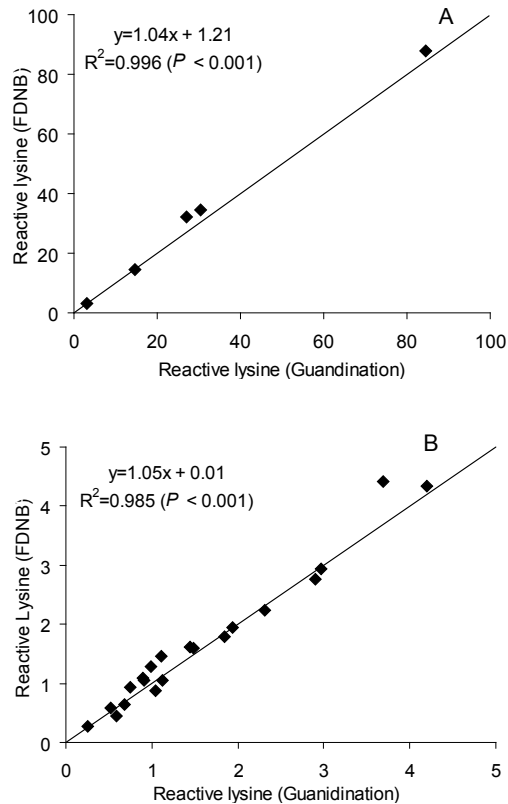 A
y=1.04x + 1.21
R²=0.996 (P < 0.001)
100
80
60
40
20
0
Reactive lysine (FDNB)
0 20 40 60 80 100
Reactive lysine (Guandination)
B
y=1.05x + 0.01
R²=0.985 (P < 0.001)
5
4
3
2
1
0
Reactive Lysine (FDNB)
0 1 2 3 4 5
Reactive lysine (Guanidination)